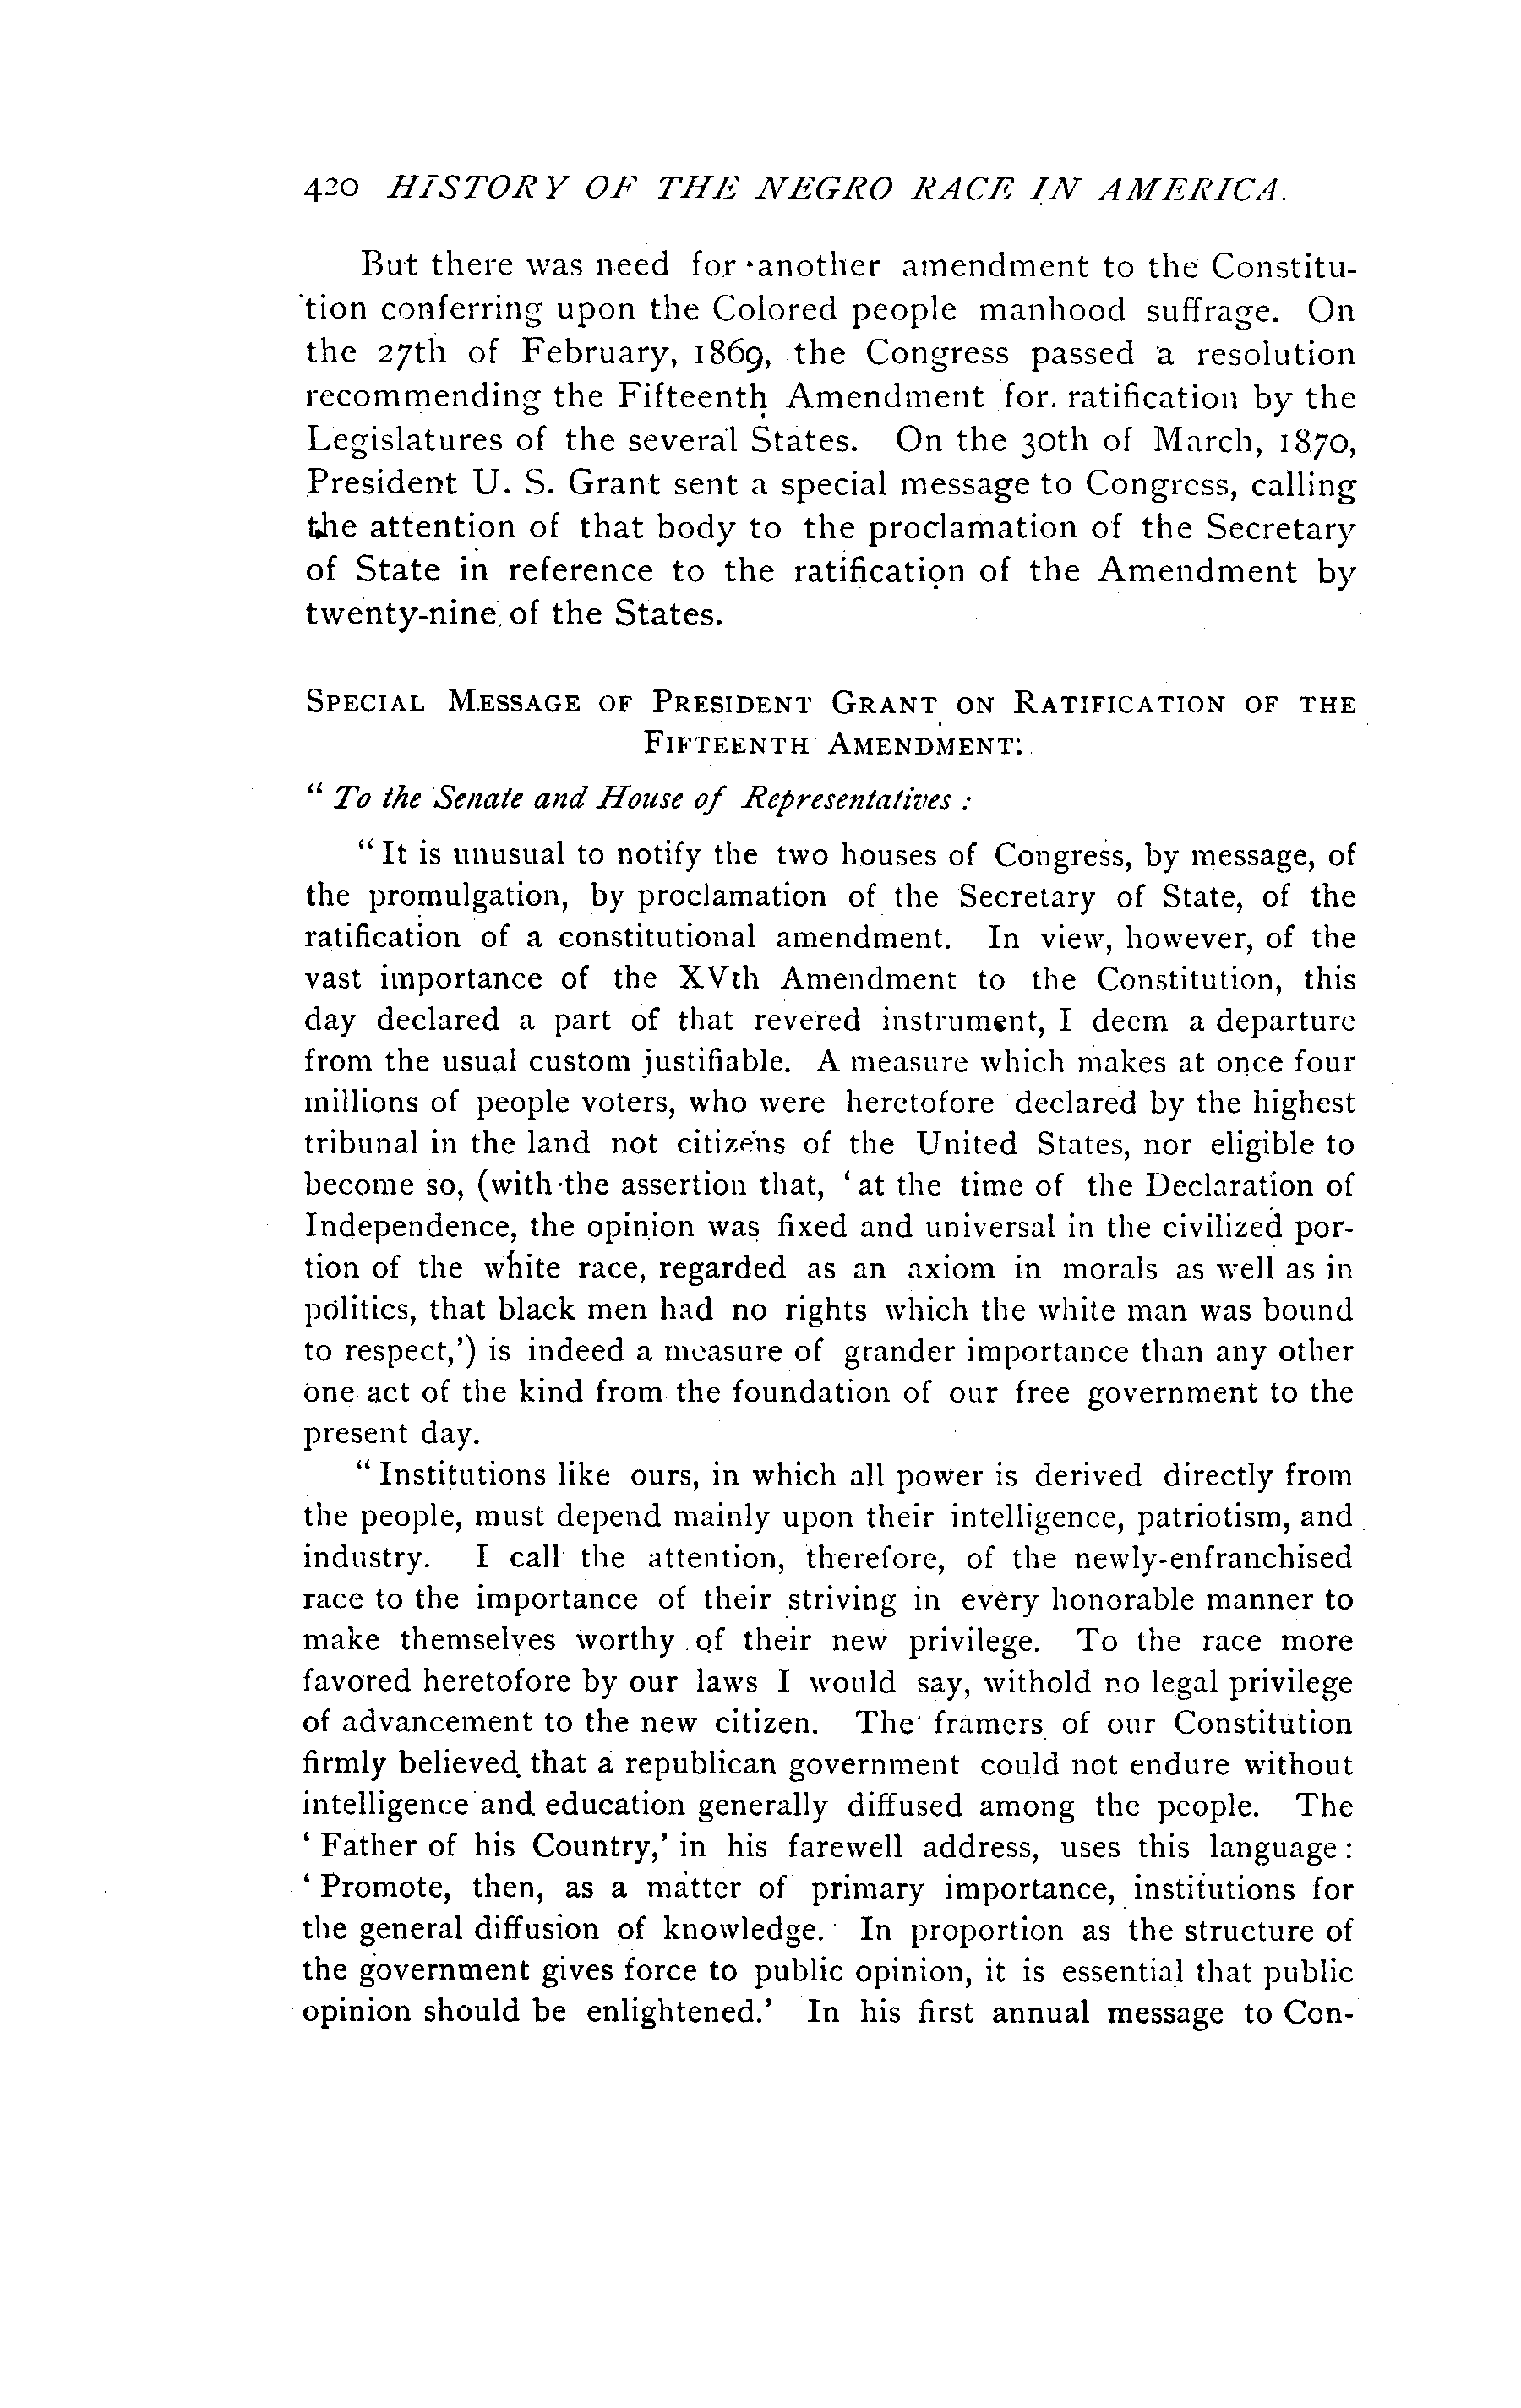 420 HISTORY OF THE NEGRO RACE IN AMERICA.
But there was need for another amendment to the Constitu-
tion conferring upon the Colored people manhood suffrage. On
the 27th of February, 1869, the Congress passed a resolution
recommending the Fifteenth Amendment for. ratification by the
Legislatures of the several States. On the 30th of March, 1870,
President U. S. Grant sent a special message to Congress, calling
the attention of that body to the proclamation of the Secretary
of State in reference to the ratification of the Amendment by
twenty-nine of the States.
SPECIAL MESSAGE OF PRESIDENT GRANT ON RATIFICATION OF THE
FIFTEENTH AMENDMENT:
" To the Senate and House of Representatives :
" It is unusual to notify the two houses of Congress, by message, of
the promulgation, by proclamation of the Secretary of State, of the
ratification of a constitutional amendment. In view, however, of the
vast importance of the XVth Amendment to the Constitution, this
day declared a part of that revered instrument, I deem a departure
from the usual custom justifiable. A measure which makes at once four
millions of people voters, who were heretofore declared by the highest
tribunal in the land not citizens of the United States, nor eligible to
become so, (with the assertion that, ' at the time of the Declaration of
Independence, the opinion was fixed and universal in the civilized por-
tion of the white race, regarded as an axiom in morals as well as in
politics, that black men had no rights which the white man was bound
to respect,') is indeed a measure of grander importance than any other
one act of the kind from the foundation of our free government to the
present day.
" Institutions like ours, in which all power is derived directly from
the people, must depend mainly upon their intelligence, patriotism, and
industry. I call the attention, therefore, of the newly-enfranchised
race to the importance of their striving in every honorable manner to
make themselves worthy of their new privilege. To the race more
favored heretofore by our laws I would say, withold no legal privilege
of advancement to the new citizen. The framers of our Constitution
firmly believed that a republican government could not endure without
intelligence and education generally diffused among the people. The
' Father of his Country,' in his farewell address, uses this language:
' Promote, then, as a matter of primary importance, institutions for
the general diffusion of knowledge. In proportion as the structure of
the government gives force to public opinion, it is essential that public
opinion should be enlightened.' In his first annual message to Con-